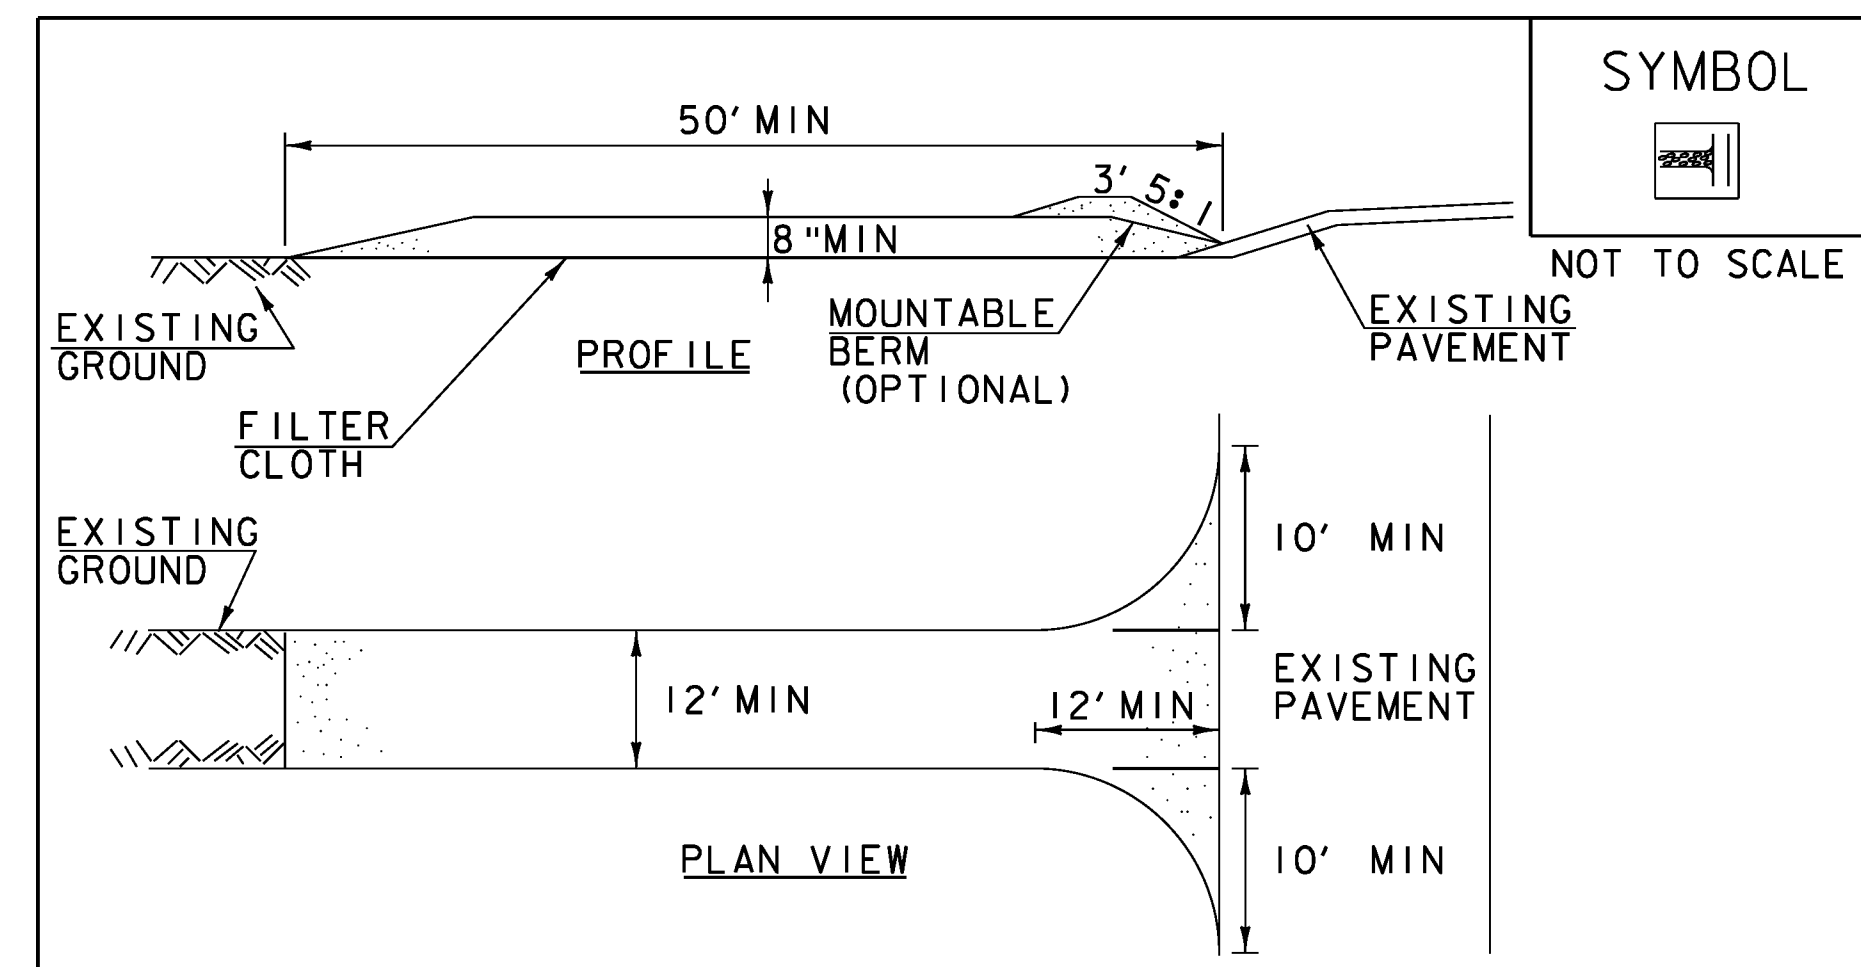 SYMBOL
50' MIN
3' 5:1
8"MIN
NOT TO SCALE
EXISTING
GROUND
PROFILE
MOUNTABLE
BERM
(OPTIONAL)
EXISTING
PAVEMENT
FILTER
CLOTH
EXISTING
GROUND
10' MIN
12' MIN
12' MIN
EXISTING
PAVEMENT
PLAN VIEW
10' MIN